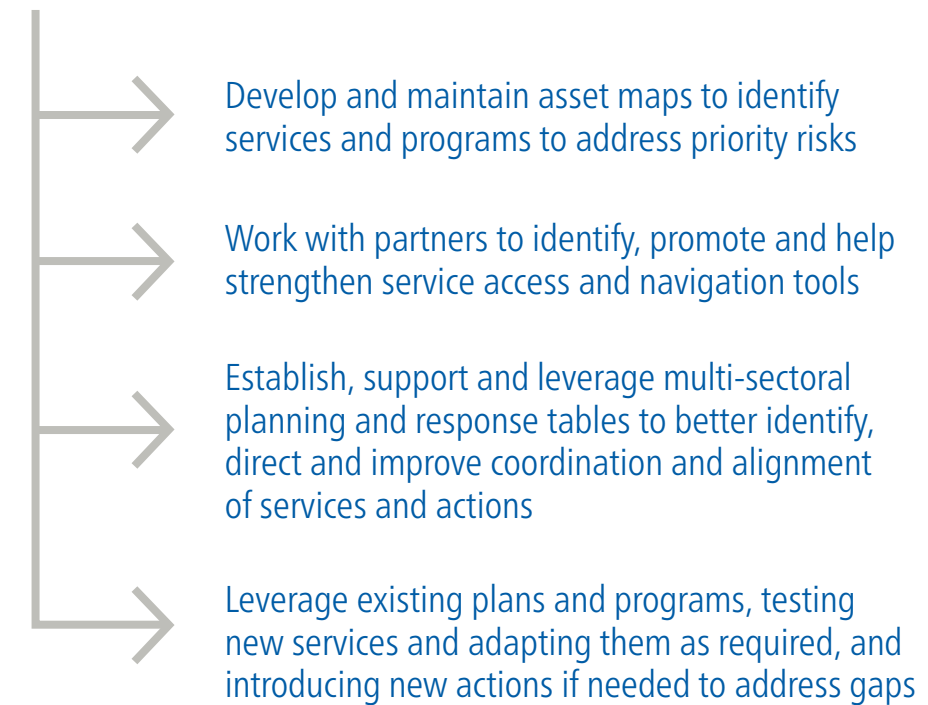 Develop and maintain asset maps to identify
services and programs to address priority risks
Work with partners to identify, promote and help
strengthen service access and navigation tools
Establish, support and leverage multi-sectoral
planning and response tables to better identify,
direct and improve coordination and alignment
of services and actions
Leverage existing plans and programs, testing
new services and adapting them as required, and
introducing new actions if needed to address gaps